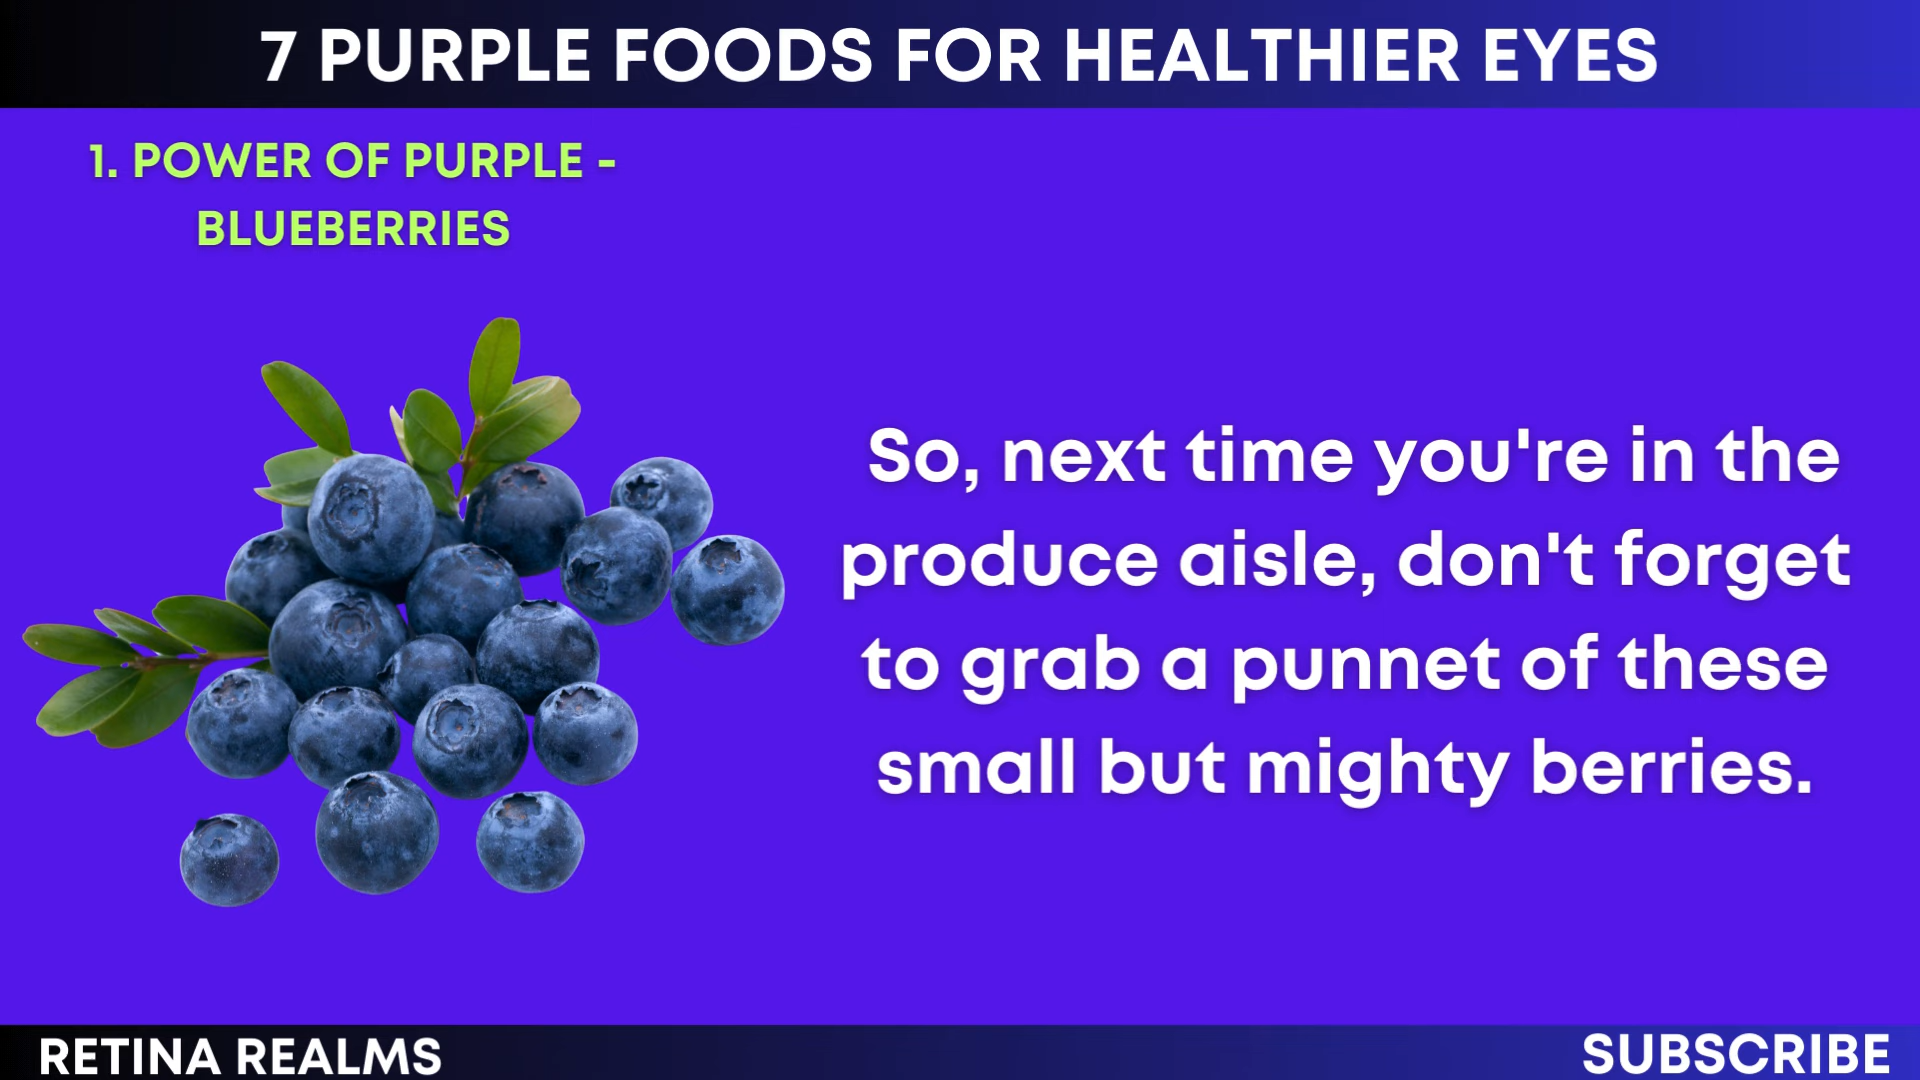 7 PURPLE FOODS FOR HEALTHIER EYES
1. POWER OF PURPLE -
BLUEBERRIES
So, next time you're in the
produce aisle, don't forget
to grab a punnet of these
small but mighty berries.
RETINA REALMS
SUBSCRIBE